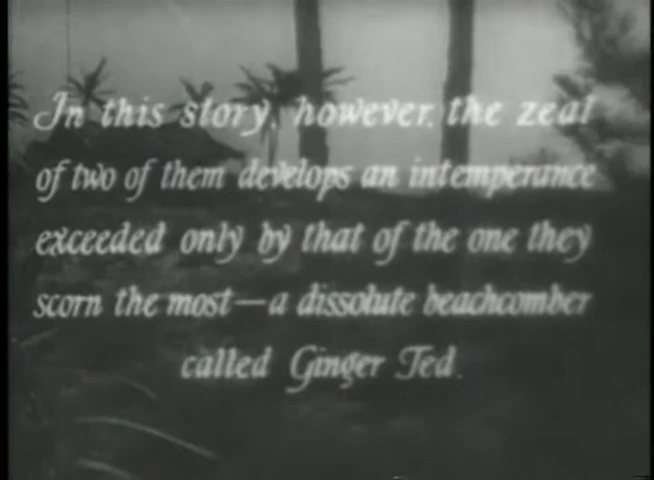 In this story, however, the zeal
of two of them develops an intemperance
exceeded only by that of the one they
scorn the most—a dissolute beachcomber
called Ginger Ted.